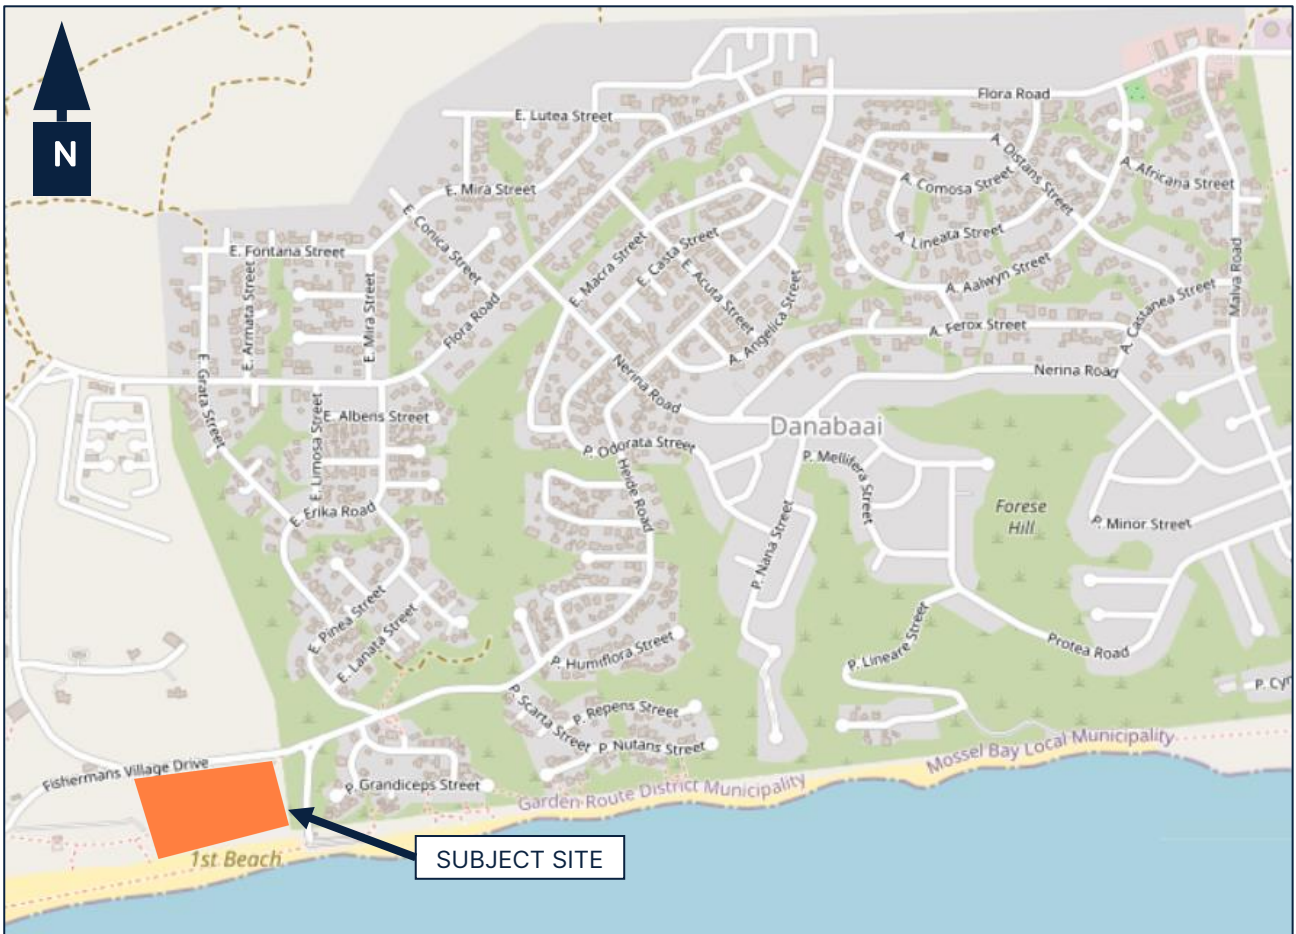 N
Flora Road
E. Lutea Street
A. Distans Street
A. Africana Street
A. Comosa Street
E. Mira Street
E. Conica Street
A. Lineata Street
E. Fontana Street
E. Macra Street
E. Casta Street
E. Acuta Street
A. Aalwyn Street
Malva Road
E. Armata Street
E. Mira Street
Flora Road
A. Angelica Street
A. Castanea Street
A. Ferox Street
E. Grata Street
Nerina Road
Nerina Road
E. Albens Street
Danabaai
E. Limosa Street
P. Odorata Street
P. Mellifera Street
Heide Road
E. Erika Road
Forese
Hill
P. Minor Street
P. Nana Street
E. Pinea Street
E. Lanata Street
P. Humiflora Street
P. Lineare Street
Protea Road
P. Scarta Street
P. Repens Street
P. Nutans Street
P. Cyn
Mossel Bay Local Municipality
Fishermans Village Drive
P. Grandiceps Street
Garden Route District Municipality
1st Beach
SUBJECT SITE